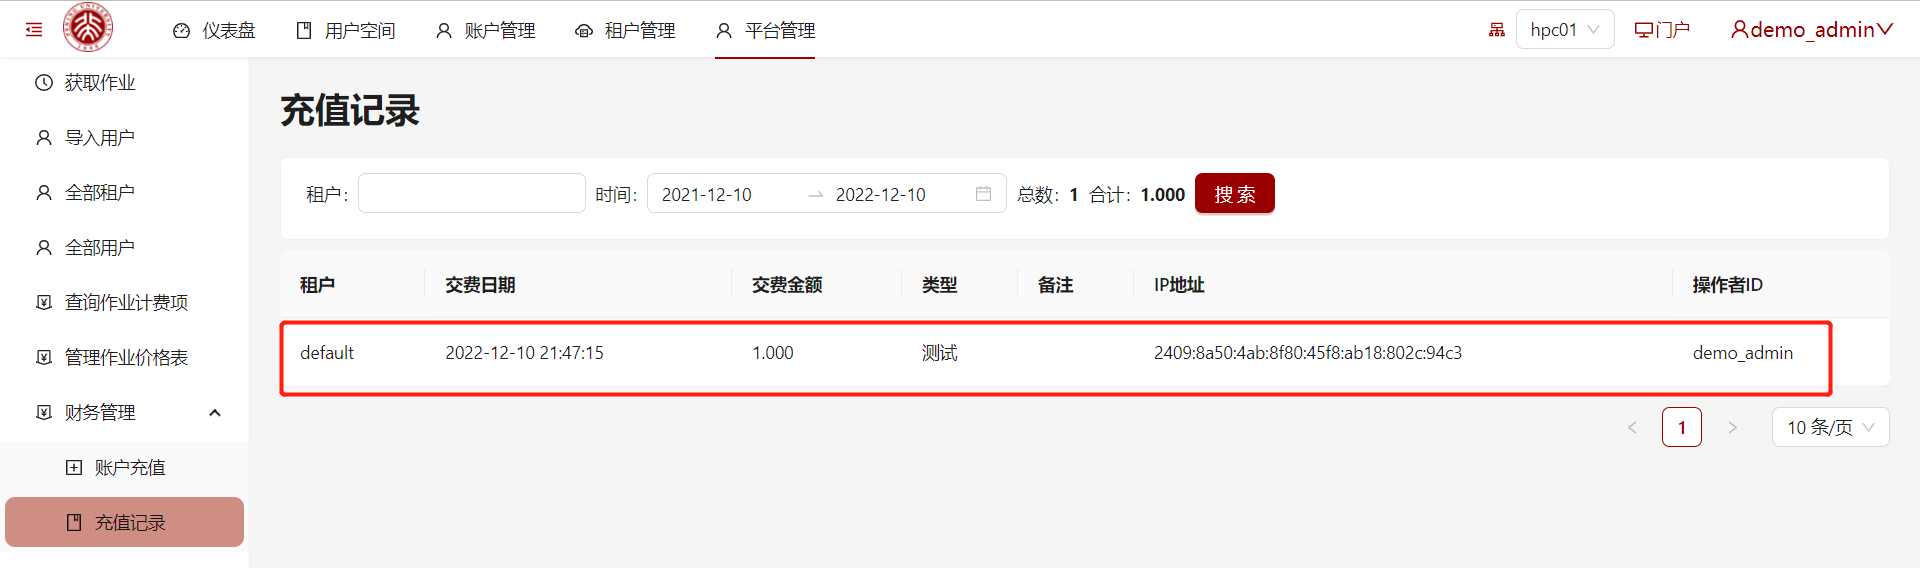 仪表盘 用户空间 账户管理 租户管理 平台管理 hpc01 门户 demo_admin
获取作业
导入用户
全部租户
全部用户
查询作业计费项
管理作业价格表
财务管理
账户充值
充值记录
充值记录
租户: 时间: 2021-12-10 → 2022-12-10 总数: 1 合计: 1.000 搜 索
租户 交费日期 交费金额 类型 备注 IP地址 操作者ID
default 2022-12-10 21:47:15 1.000 测试 2409:8a50:4ab:8f80:45f8:ab18:802c:94c3 demo_admin
< 1 > 10 条/页